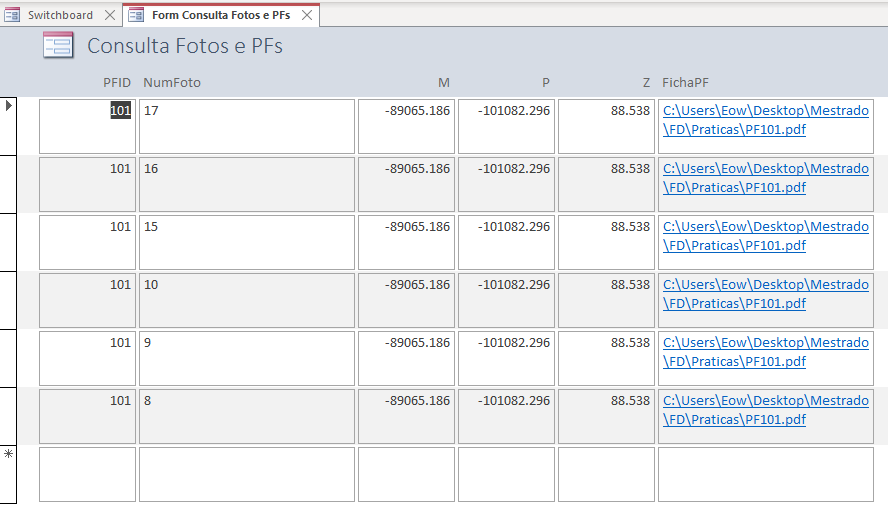 Switchboard Form Consulta Fotos e PFs
Consulta Fotos e PFs
PFID NumFoto M P Z FichaPF
101 17 -89065.186 -101082.296 88.538 C:\Users\Eow\Desktop\Mestrado
\FD\Praticas\PF101.pdf
101 16 -89065.186 -101082.296 88.538 C:\Users\Eow\Desktop\Mestrado
\FD\Praticas\PF101.pdf
101 15 -89065.186 -101082.296 88.538 C:\Users\Eow\Desktop\Mestrado
\FD\Praticas\PF101.pdf
101 10 -89065.186 -101082.296 88.538 C:\Users\Eow\Desktop\Mestrado
\FD\Praticas\PF101.pdf
101 9 -89065.186 -101082.296 88.538 C:\Users\Eow\Desktop\Mestrado
\FD\Praticas\PF101.pdf
101 8 -89065.186 -101082.296 88.538 C:\Users\Eow\Desktop\Mestrado
\FD\Praticas\PF101.pdf